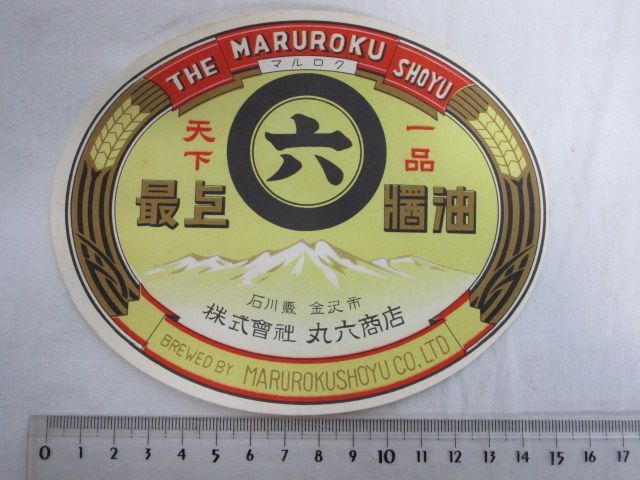 THE MARUROKU SHOYU
マルロク
六
天下
一品
最上 醤油
石川縣 金沢市
株式會社 丸六商店
BREWED BY MARUROKUSHOYU CO., LTD
0 1 2 3 4 5 6 7 8 9 10 11 12 13 14 15 16 17